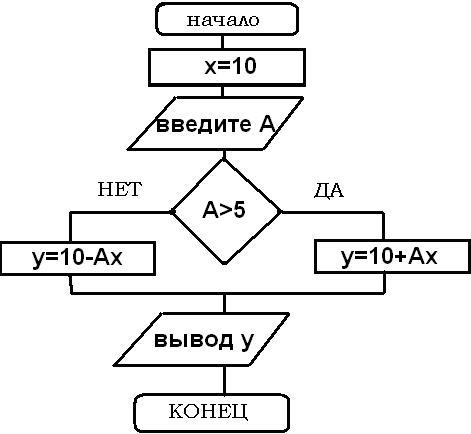 начало
x=10
введите A
НЕТ
ДА
A>5
y=10-Ax
y=10+Ax
вывод y
КОНЕЦ